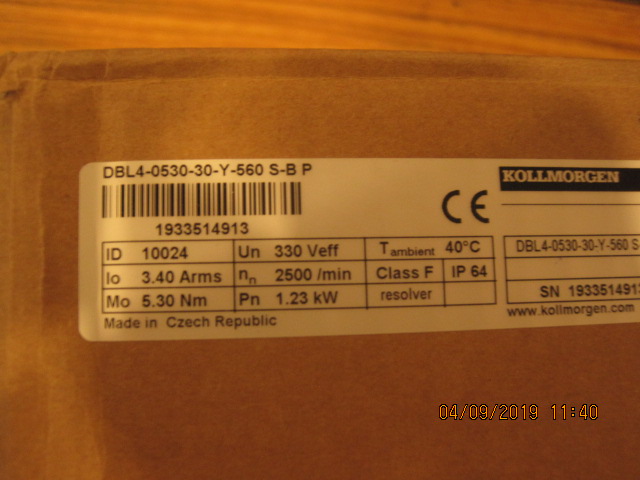 DBL4-0530-30-Y-560 S-B P
1933514913
ID 10024 Un 330 Veff Tambient 40°C
Io 3.40 Arms nn 2500 /min Class F IP 64
Mo 5.30 Nm Pn 1.23 kW resolver
Made in Czech Republic
CE
KOLLMORGEN
DBL4-0530-30-Y-560 S
SN 193351491
www.kollmorgen.com
04/09/2019 11:40